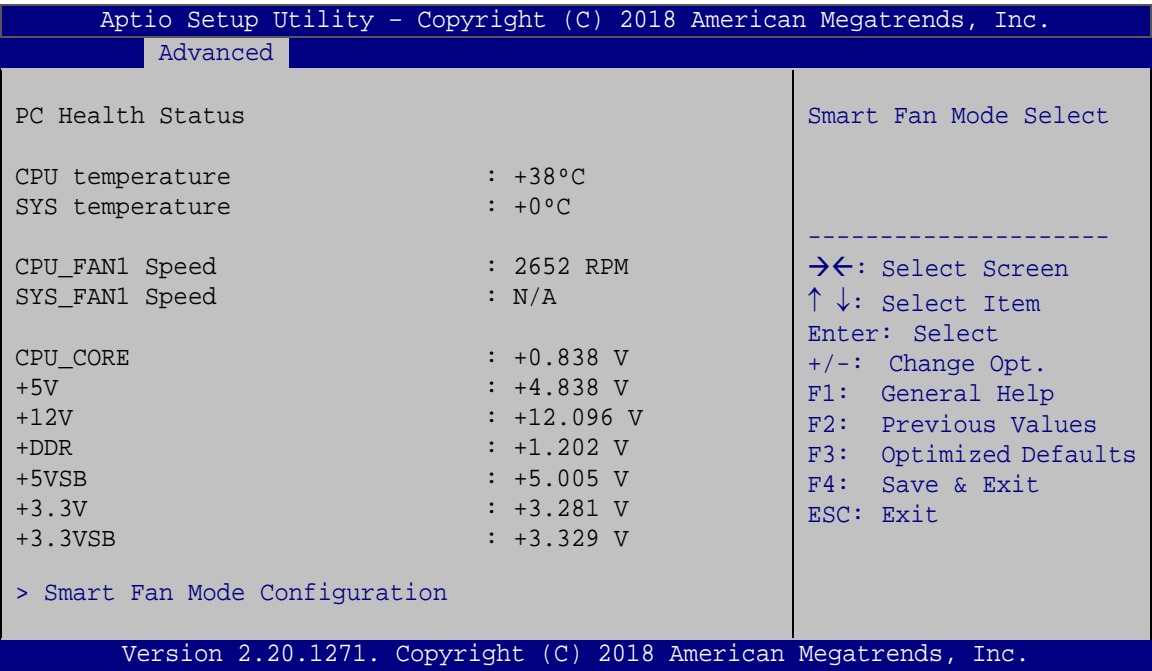 Aptio Setup Utility – Copyright (C) 2018 American Megatrends, Inc.
Advanced
PC Health Status
CPU temperature : +38ºC
SYS temperature : +0ºC
CPU_FAN1 Speed : 2652 RPM
SYS_FAN1 Speed : N/A
CPU_CORE : +0.838 V
+5V : +4.838 V
+12V : +12.096 V
+DDR : +1.202 V
+5VSB : +5.005 V
+3.3V : +3.281 V
+3.3VSB : +3.329 V
> Smart Fan Mode Configuration
Smart Fan Mode Select
---------------------
→←: Select Screen
↑ ↓: Select Item
Enter: Select
+/-: Change Opt.
F1: General Help
F2: Previous Values
F3: Optimized Defaults
F4: Save & Exit
ESC: Exit
Version 2.20.1271. Copyright (C) 2018 American Megatrends, Inc.